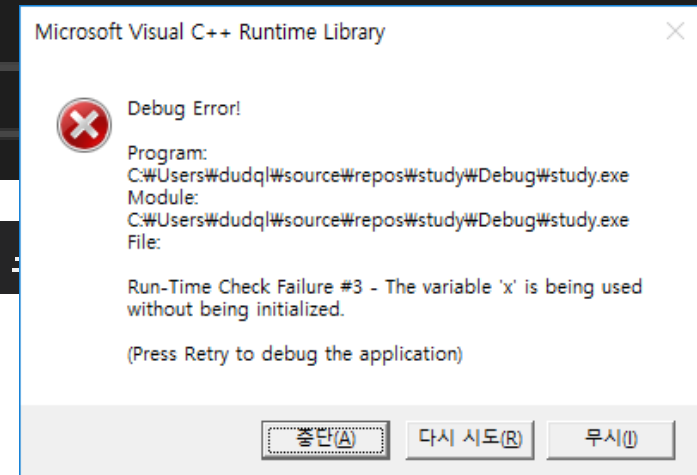 Microsoft Visual C++ Runtime Library
Debug Error!
Program:
C:₩Users₩dudql₩source₩repos₩study₩Debug₩study.exe
Module:
C:₩Users₩dudql₩source₩repos₩study₩Debug₩study.exe
File:
Run-Time Check Failure #3 - The variable 'x' is being used
without being initialized.
(Press Retry to debug the application)
중단(A) 다시 시도(R) 무시(I)